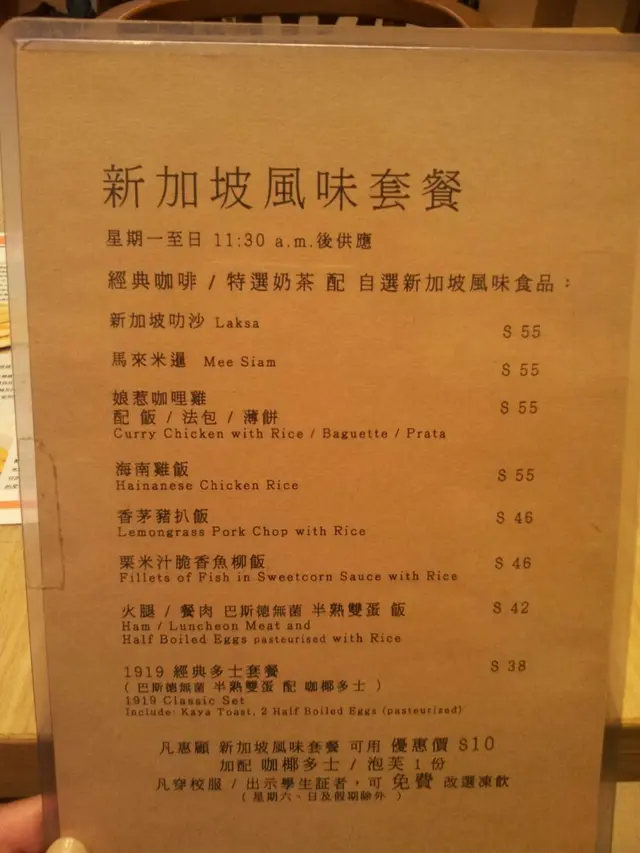 新加坡風味套餐
星期一至日 11:30 a.m.後供應
經典咖啡 / 特選奶茶 配 自選新加坡風味食品：
新加坡叻沙 Laksa $ 55
馬來米暹 Mee Siam $ 55
娘惹咖哩雞
配 飯 / 法包 / 薄餅 $ 55
Curry Chicken with Rice / Baguette / Prata
海南雞飯 $ 55
Hainanese Chicken Rice
香茅豬扒飯 $ 46
Lemongrass Pork Chop with Rice
栗米汁脆香魚柳飯 $ 46
Fillets of Fish in Sweetcorn Sauce with Rice
火腿 / 餐肉 巴斯德無菌 半熟雙蛋 飯 $ 42
Ham / Luncheon Meat and
Half Boiled Eggs pasteurised with Rice
1919 經典多士套餐 $ 38
( 巴斯德無菌 半熟雙蛋 配 咖椰多士 )
1919 Classic Set
Include: Kaya Toast, 2 Half Boiled Eggs (pasteurized)
凡惠顧 新加坡風味套餐 可用 優惠價 $10
加配 咖椰多士 / 泡芙 1 份
凡穿校服 / 出示學生証者，可 免費 改選凍飲
( 星期六、日及假期除外 )